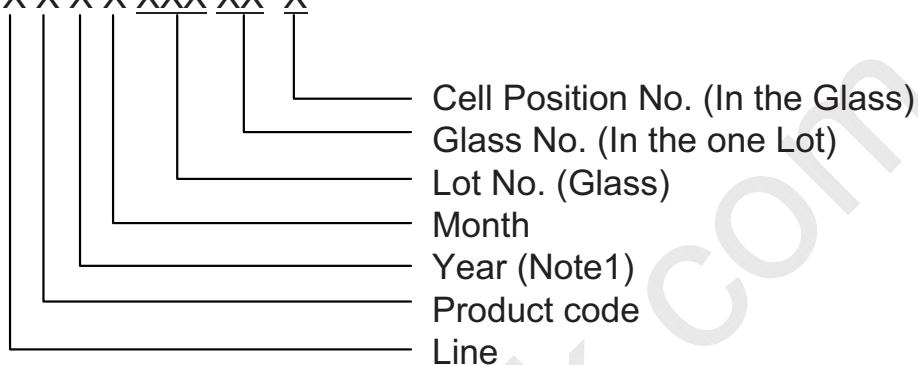 X X X X XXX XX X
Cell Position No. (In the Glass)
Glass No. (In the one Lot)
Lot No. (Glass)
Month
Year (Note1)
Product code
Line